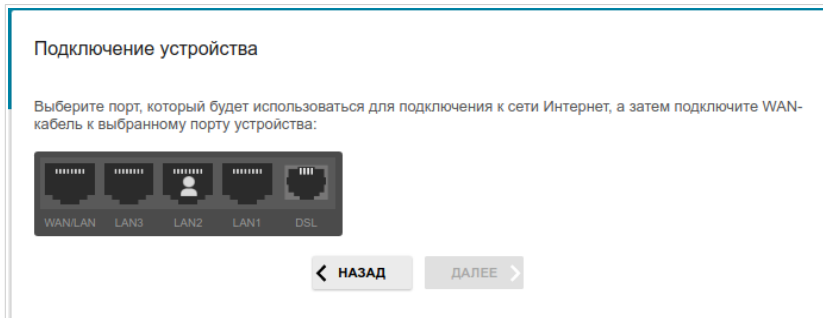 Подключение устройства
Выберите порт, который будет использоваться для подключения к сети Интернет, а затем подключите WAN-
кабель к выбранному порту устройства:
WAN/LAN LAN3 LAN2 LAN1 DSL
НАЗАД ДАЛЕЕ